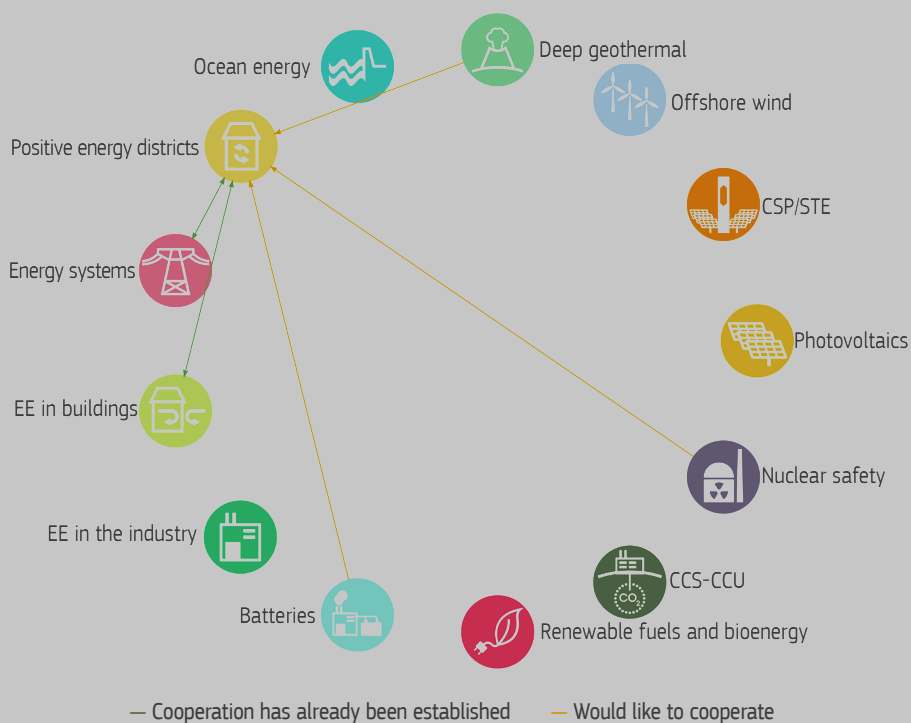 Deep geothermal
Ocean energy
Offshore wind
Positive energy districts
CSP/STE
Energy systems
Photovoltaics
EE in buildings
Nuclear safety
EE in the industry
CCS-CCU
CO2
Batteries
Renewable fuels and bioenergy
Cooperation has already been established
Would like to cooperate